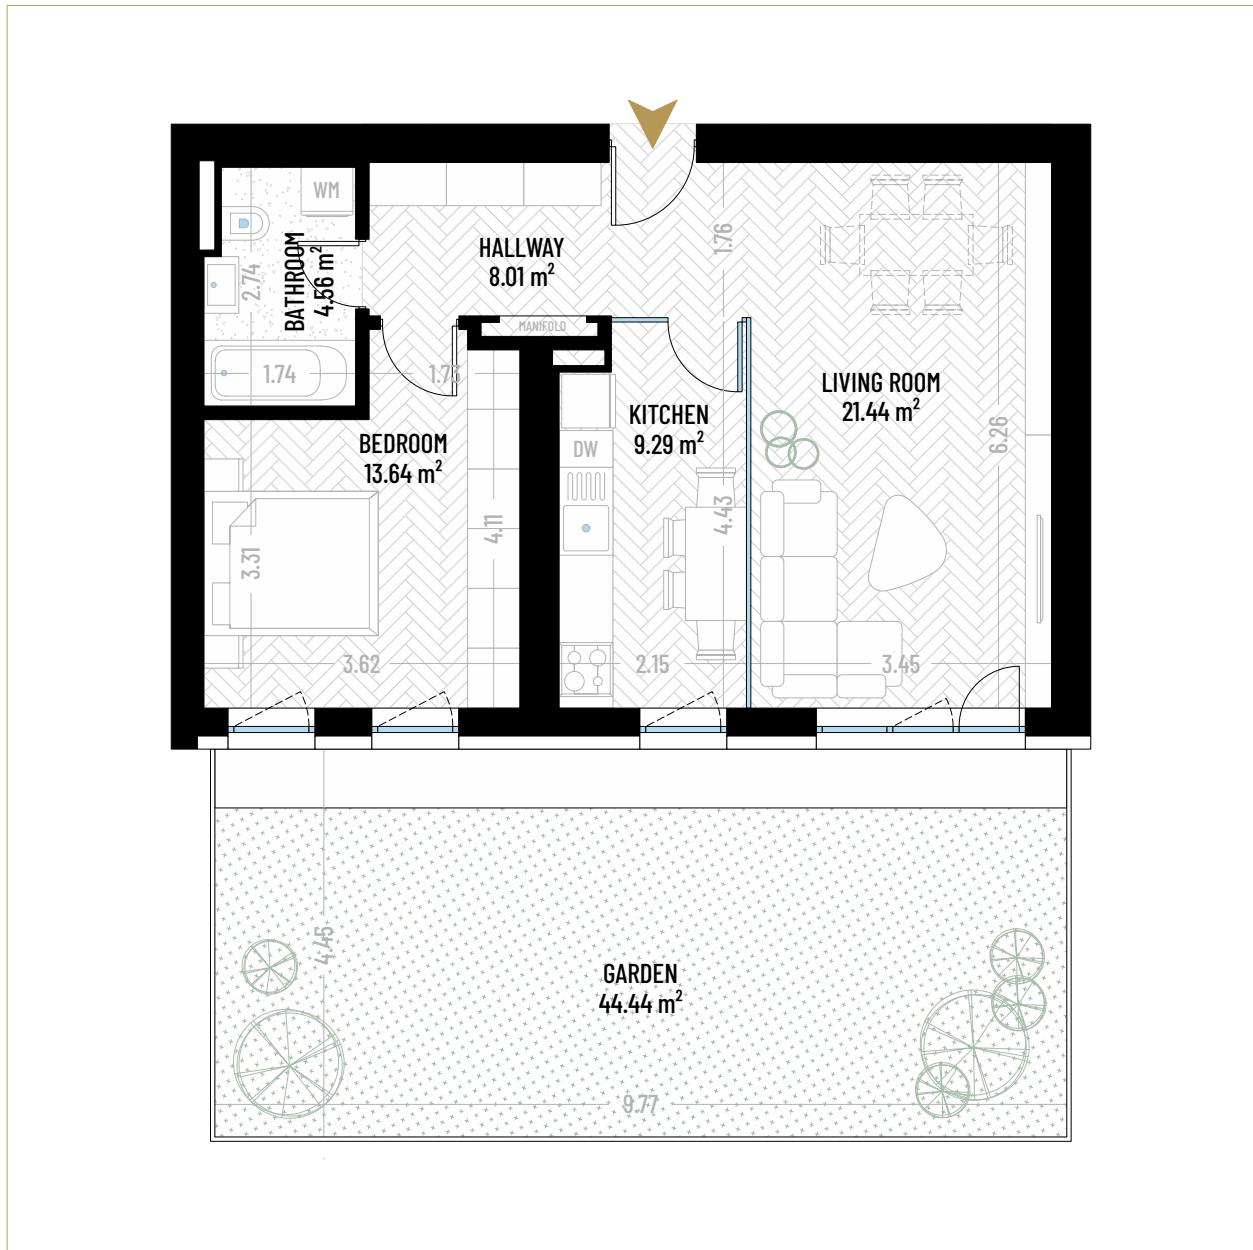 WM
HALLWAY
8.01 m²
1.76
BATHROOM
4.56 m²
2.74
MANIFOLD
1.74
1.73
LIVING ROOM
21.44 m²
KITCHEN
9.29 m²
6.26
BEDROOM
13.64 m²
DW
4.43
4.11
3.31
3.62
2.15
3.45
4.45
GARDEN
44.44 m²
9.77